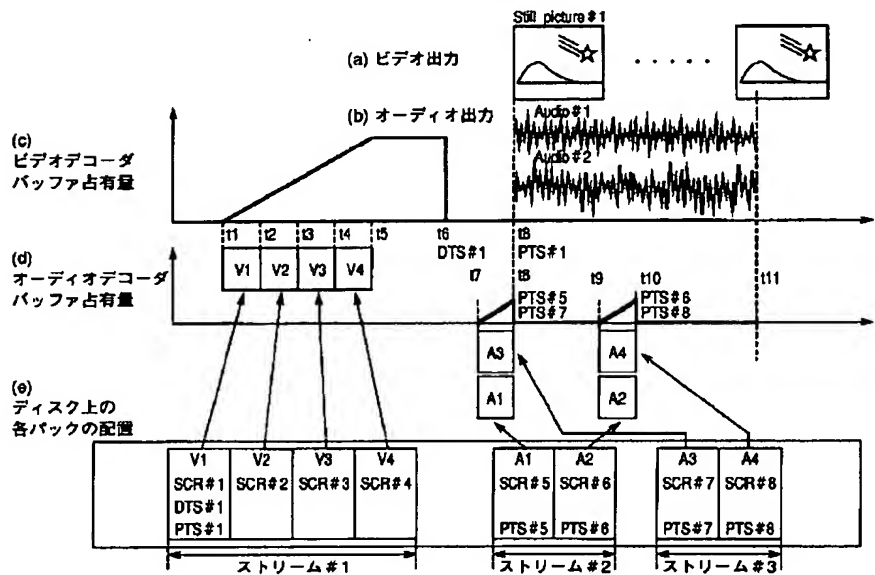 Still picture#1
(a) ビデオ出力
(b) オーディオ出力
Audio#1
Audio#2
(c)
ビデオデコーダ
バッファ占有量
t1 t2 t3 t4 t5 t6 t8
DTS#1 PTS#1
V1 V2 V3 V4
(d)
オーディオデコーダ
バッファ占有量
t7 t8 t9 t10 t11
PTS#5 PTS#6
PTS#7 PTS#8
A3 A4
A1 A2
(e)
ディスク上の
各パックの配置
V1 V2 V3 V4 A1 A2 A3 A4
SCR#1 SCR#2 SCR#3 SCR#4 SCR#5 SCR#6 SCR#7 SCR#8
DTS#1
PTS#1 PTS#5 PTS#6 PTS#7 PTS#8
ストリーム#1 ストリーム#2 ストリーム#3